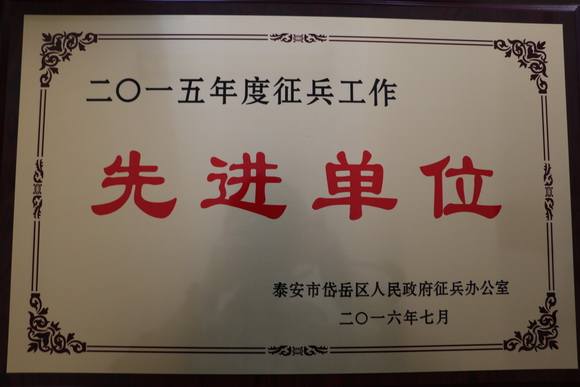 二〇一五年度征兵工作
先进单位
泰安市岱岳区人民政府征兵办公室
二〇一六年七月